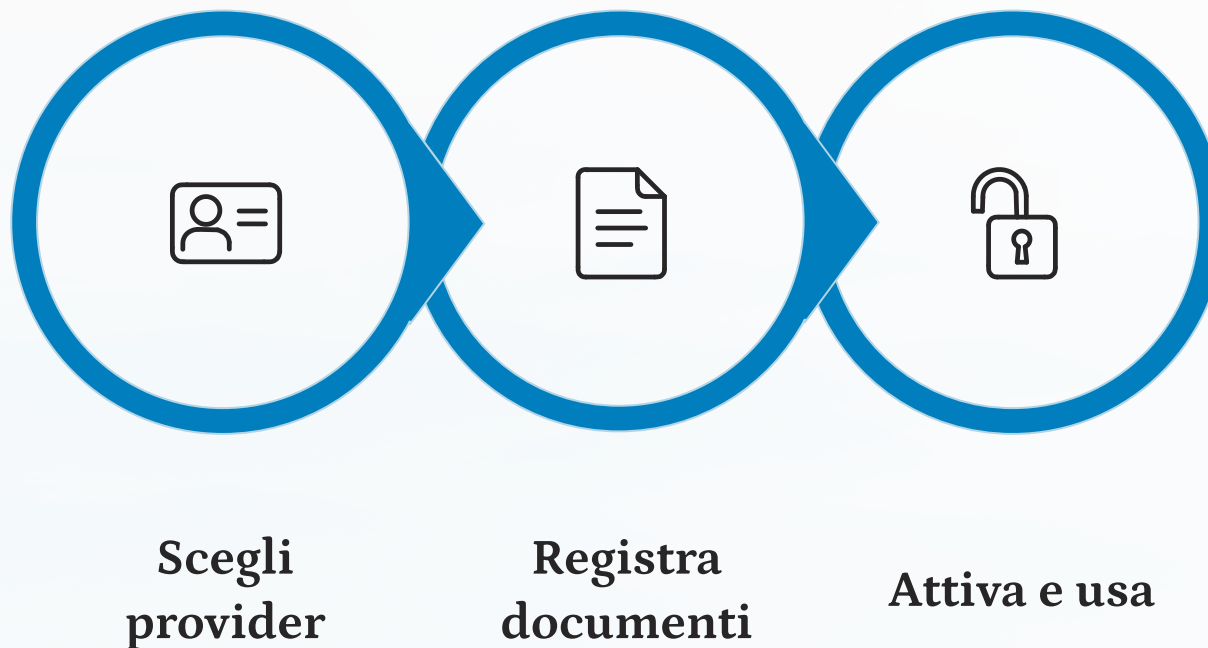 Scegli
provider
Registra
documenti
Attiva e usa